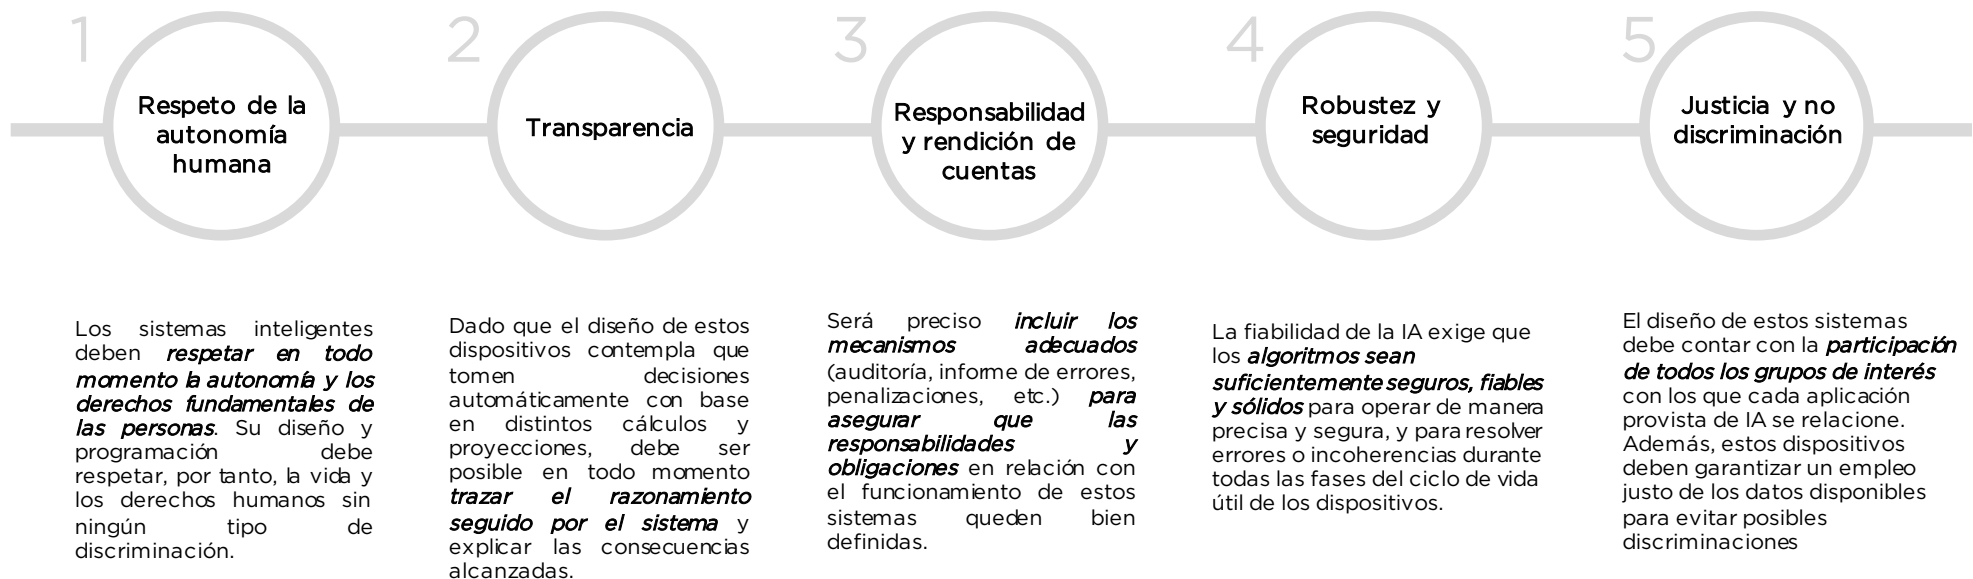 1
Respeto de la
autonomía
humana
2
Transparencia
3
Responsabilidad
y rendición de
cuentas
4
Robustez y
seguridad
5
Justicia y no
discriminación
Los sistemas inteligentes
deben respetar en todo
momento la autonomía y los
derechos fundamentales de
las personas. Su diseño y
programación debe
respetar, por tanto, la vida y
los derechos humanos sin
ningún tipo de
discriminación.
Dado que el diseño de estos
dispositivos contempla que
tomen decisiones
automáticamente con base
en distintos cálculos y
proyecciones, debe ser
posible en todo momento
trazar el razonamiento
seguido por el sistema y
explicar las consecuencias
alcanzadas.
Será preciso incluir los
mecanismos adecuados
(auditoría, informe de errores,
penalizaciones, etc.) para
asegurar que las
responsabilidades y
obligaciones en relación con
el funcionamiento de estos
sistemas queden bien
definidas.
La fiabilidad de la IA exige que
los algoritmos sean
suficientemente seguros, fiables
y sólidos para operar de manera
precisa y segura, y para resolver
errores o incoherencias durante
todas las fases del ciclo de vida
útil de los dispositivos.
El diseño de estos sistemas
debe contar con la participación
de todos los grupos de interés
con los que cada aplicación
provista de IA se relacione.
Además, estos dispositivos
deben garantizar un empleo
justo de los datos disponibles
para evitar posibles
discriminaciones